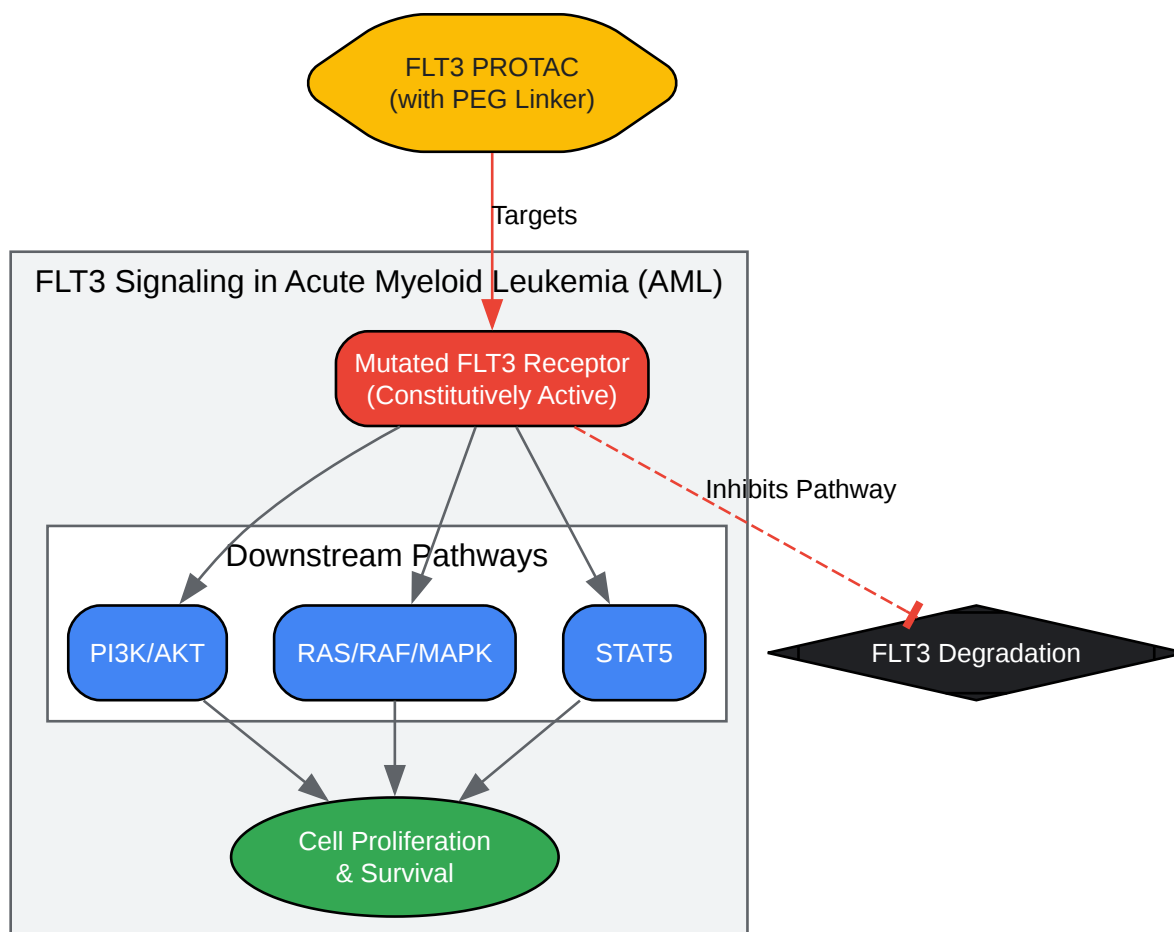 FLT3 PROTAC
(with PEG Linker)
Targets
FLT3 Signaling in Acute Myeloid Leukemia (AML)
Mutated FLT3 Receptor
(Constitutively Active)
Inhibits Pathway
Downstream Pathways
PI3K/AKT
RAS/RAF/MAPK
STAT5
FLT3 Degradation
Cell Proliferation
& Survival